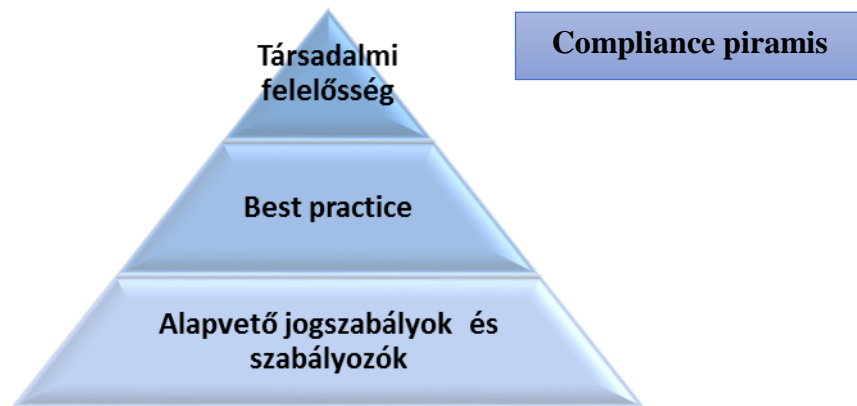 Compliance piramis
Társadalmi
felelősség
Best practice
Alapvető jogszabályok és
szabályozók